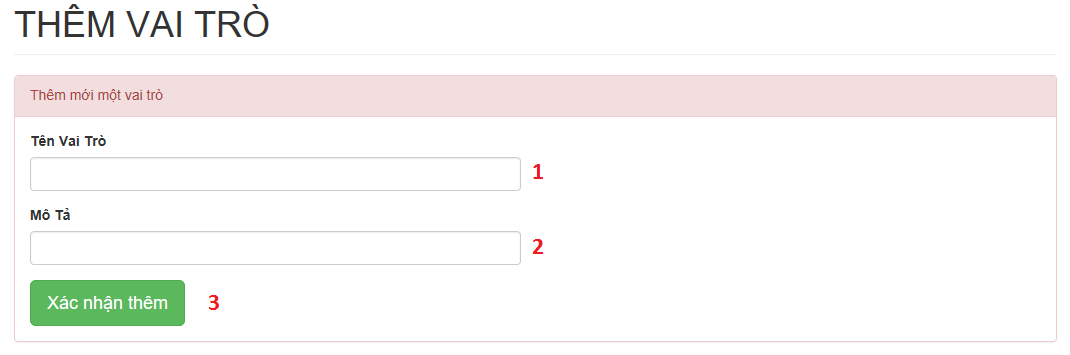 THÊM VAI TRÒ
Thêm mới một vai trò
Tên Vai Trò
1
Mô Tả
2
Xác nhận thêm 3